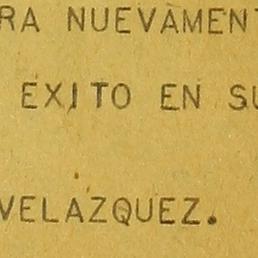 RA NUEVAMENT
EXITO EN SU
VELAZQUEZ.